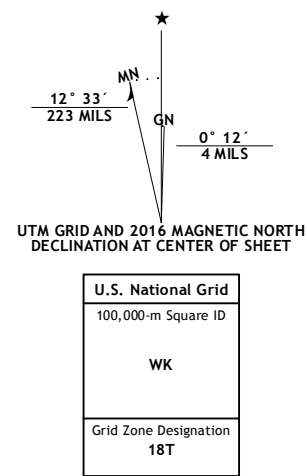 MN
12° 33´
223 MILS
GN
0° 12´
4 MILS
UTM GRID AND 2016 MAGNETIC NORTH
DECLINATION AT CENTER OF SHEET
U.S. National Grid
100,000-m Square ID
WK
Grid Zone Designation
18T